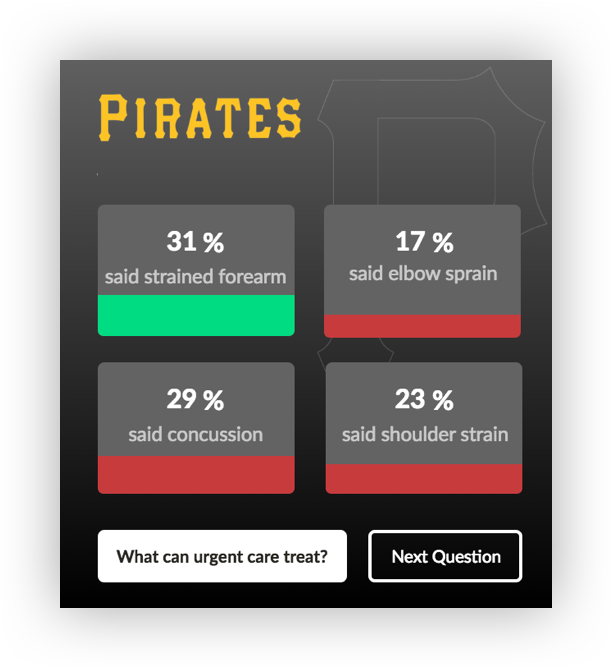 PIRATES
31 %
said strained forearm
17 %
said elbow sprain
29 %
said concussion
23 %
said shoulder strain
What can urgent care treat?
Next Question